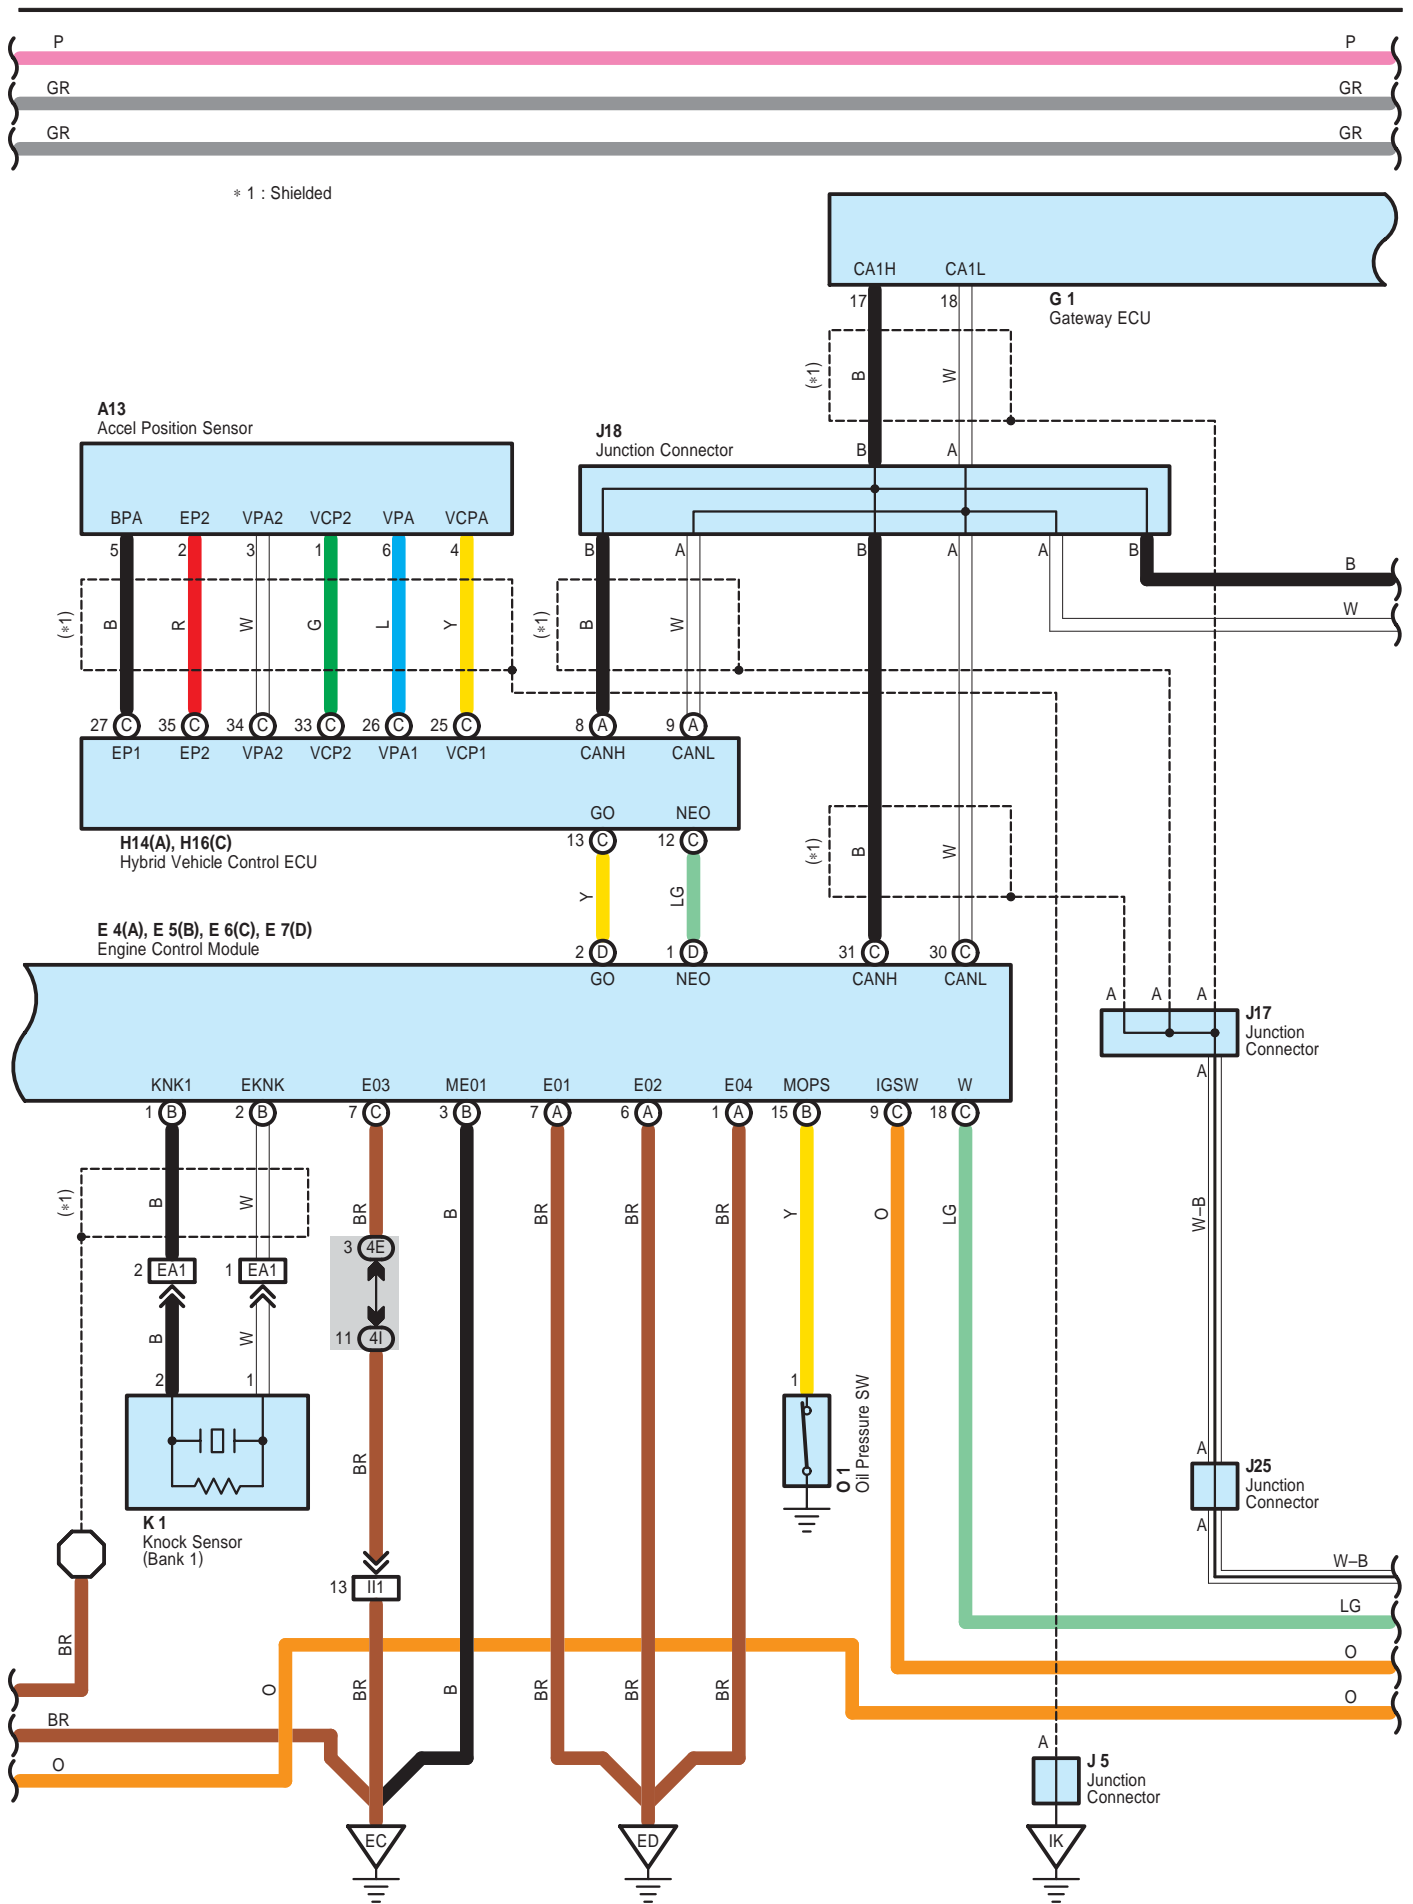 P P
GR GR
GR GR
* 1 : Shielded
CA1H CA1L
17 18
G 1
Gateway ECU
(*1) B W
A13
Accel Position Sensor
J18
Junction Connector
B A
BPA EP2 VPA2 VCP2 VPA VCPA
5 2 3 1 6 4
B A B A A B
B
W
(*1) B R W G L Y
(*1) B W
27 C 35 C 34 C 33 C 26 C 25 C
8 A 9 A
EP1 EP2 VPA2 VCP2 VPA1 VCP1 CANH CANL
GO NEO
H14(A), H16(C)
Hybrid Vehicle Control ECU
13 C 12 C
(*1) B W
Y LG
E 4(A), E 5(B), E 6(C), E 7(D)
Engine Control Module
2 D 1 D 31 C 30 C
GO NEO CANH CANL
A A A
J17
Junction
Connector
A
KNK1 EKNK E03 ME01 E01 E02 E04 MOPS IGSW W
1 B 2 B 7 C 3 B 7 A 6 A 1 A 15 B 9 C 18 C
(*1) B W BR B BR BR BR Y O LG W–B
3 4E
2 EA1 1 EA1
11 4I
B W
2 1
1
O 1
Oil Pressure SW
BR
A
J25
Junction
Connector
A
K 1
Knock Sensor
(Bank 1)
13 II1
W–B
LG
O
O
BR
O BR B BR BR BR
BR
O
A
J 5
Junction
Connector
EC ED IK